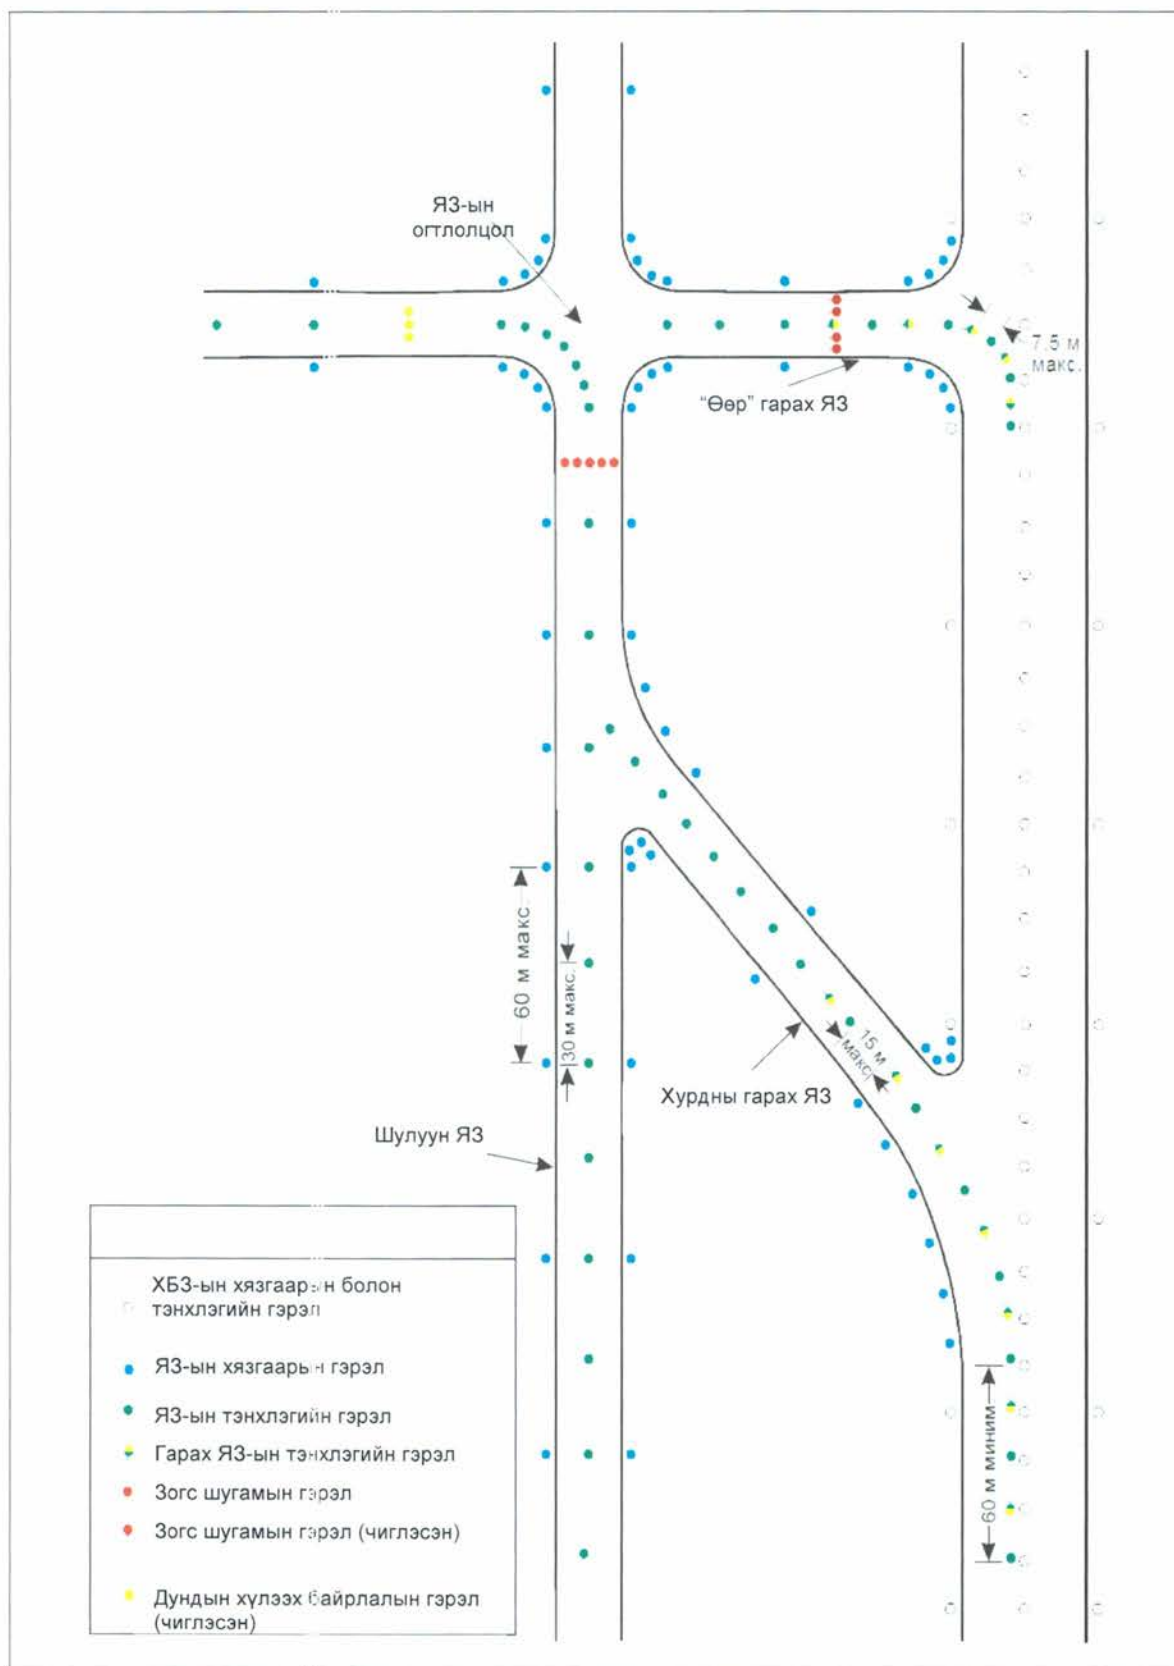 ЯЗ-ын
огтлолцол
7.5 м
макс.
“Өөр” гарах ЯЗ
60 м макс.
30 м макс.
15 м
макс
Хурдны гарах ЯЗ
Шулуун ЯЗ
60 м миним
ХБЗ-ын хязгаарын болон
тэнхлэгийн гэрэл
ЯЗ-ын хязгаарын гэрэл
ЯЗ-ын тэнхлэгийн гэрэл
Гарах ЯЗ-ын тэнхлэгийн гэрэл
Зогс шугамын гэрэл
Зогс шугамын гэрэл (чиглэсэн)
Дундын хүлээх байрлалын гэрэл
(чиглэсэн)